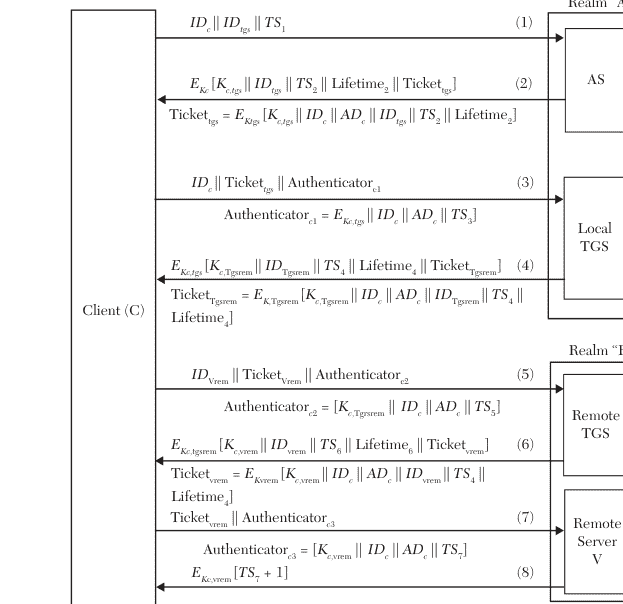 Realm "A
ID_c || ID_tgs || TS_1 (1)
AS
E_Kc [K_c,tgs || ID_tgs || TS_2 || Lifetime_2 || Ticket_tgs] (2)
Ticket_tgs = E_Ktgs [K_c,tgs || ID_c || AD_c || ID_tgs || TS_2 || Lifetime_2]
ID_c || Ticket_tgs || Authenticator_c1 (3)
Authenticator_c1 = E_Kc,tgs || ID_c || AD_c || TS_3]
Local
TGS
E_Kc,tgs [K_c,Tgsrem || ID_Tgsrem || TS_4 || Lifetime_4 || Ticket_Tgsrem] (4)
Ticket_Tgsrem = E_K,Tgsrem [K_c,Tgsrem || ID_c || AD_c || ID_Tgsrem || TS_4 ||
Lifetime_4]
Client (C)
Realm "B
ID_Vrem || Ticket_Vrem || Authenticator_c2 (5)
Authenticator_c2 = [K_c,Tgrsrem || ID_c || AD_c || TS_5]
Remote
TGS
E_Kc,tgsrem [K_c,vrem || ID_vrem || TS_6 || Lifetime_6 || Ticket_vrem] (6)
Ticket_vrem = E_Kvrem [K_c,vrem || ID_c || AD_c || ID_vrem || TS_4 ||
Lifetime_4]
Ticket_vrem || Authenticator_c3 (7)
Remote
Server
V
Authenticator_c3 = [K_c,vrem || ID_c || AD_c || TS_7]
E_Kc,vrem [TS_7 + 1] (8)